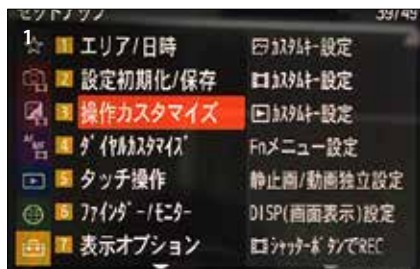 セットアップ 39/49
1
1 エリア/日時
2 設定初期化/保存
3 操作カスタマイズ
4 ダイヤルカスタマイズ
5 タッチ操作
6 ファインダー/モニター
7 表示オプション
カスタムキー設定
カスタムキー設定
カスタムキー設定
Fnメニュー設定
静止画/動画独立設定
DISP(画面表示)設定
シャッターボタンでREC